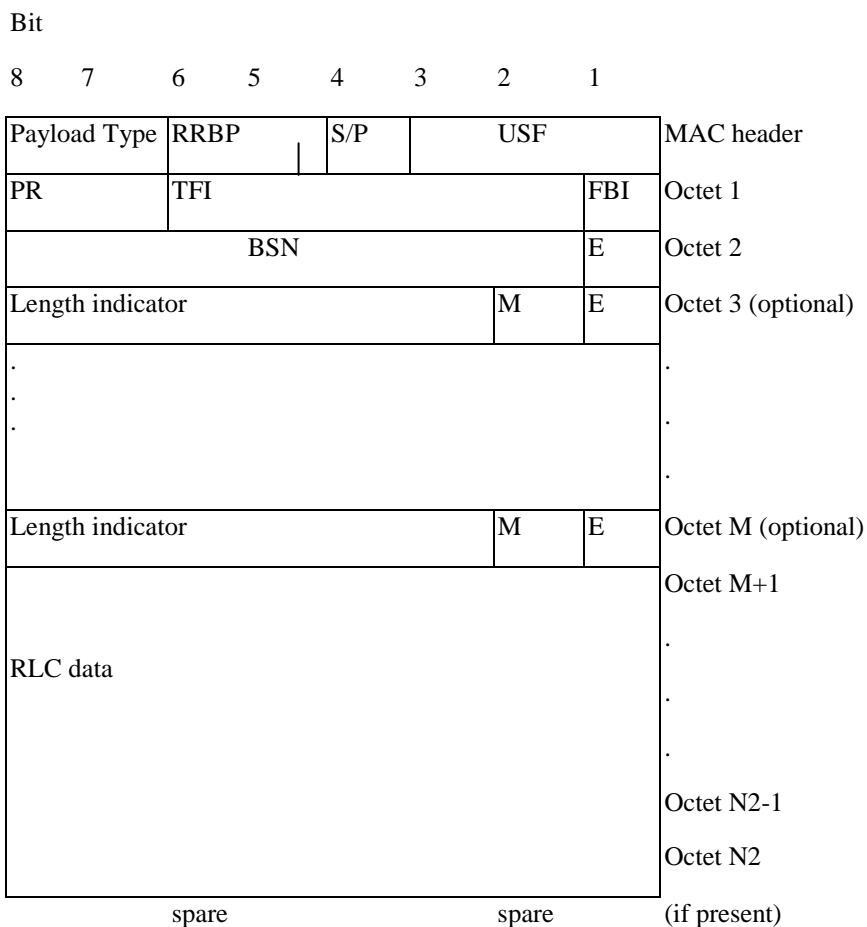 Bit
8 7 6 5 4 3 2 1
Payload Type RRBP S/P USF MAC header
PR TFI FBI Octet 1
BSN E Octet 2
Length indicator M E Octet 3 (optional)
. .
.
. .
.
Length indicator M E Octet M (optional)
Octet M+1
.
RLC data
.
.
Octet N2-1
Octet N2
spare spare (if present)